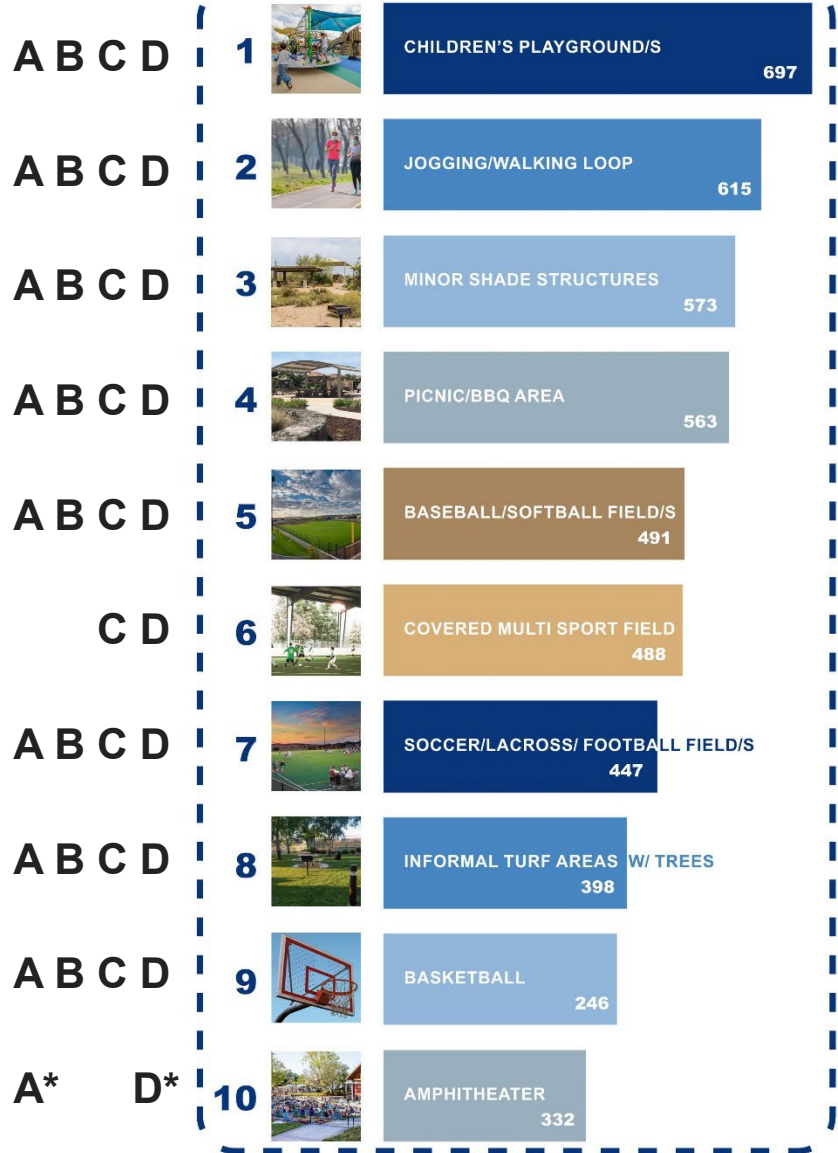 A B C D 1 CHILDREN'S PLAYGROUND/S
697
A B C D 2 JOGGING/WALKING LOOP
615
A B C D 3 MINOR SHADE STRUCTURES
573
A B C D 4 PICNIC/BBQ AREA
563
A B C D 5 BASEBALL/SOFTBALL FIELD/S
491
C D 6 COVERED MULTI SPORT FIELD
488
A B C D 7 SOCCER/LACROSS/ FOOTBALL FIELD/S
447
A B C D 8 INFORMAL TURF AREAS W/ TREES
398
A B C D 9 BASKETBALL
246
A* D* 10 AMPHITHEATER
332